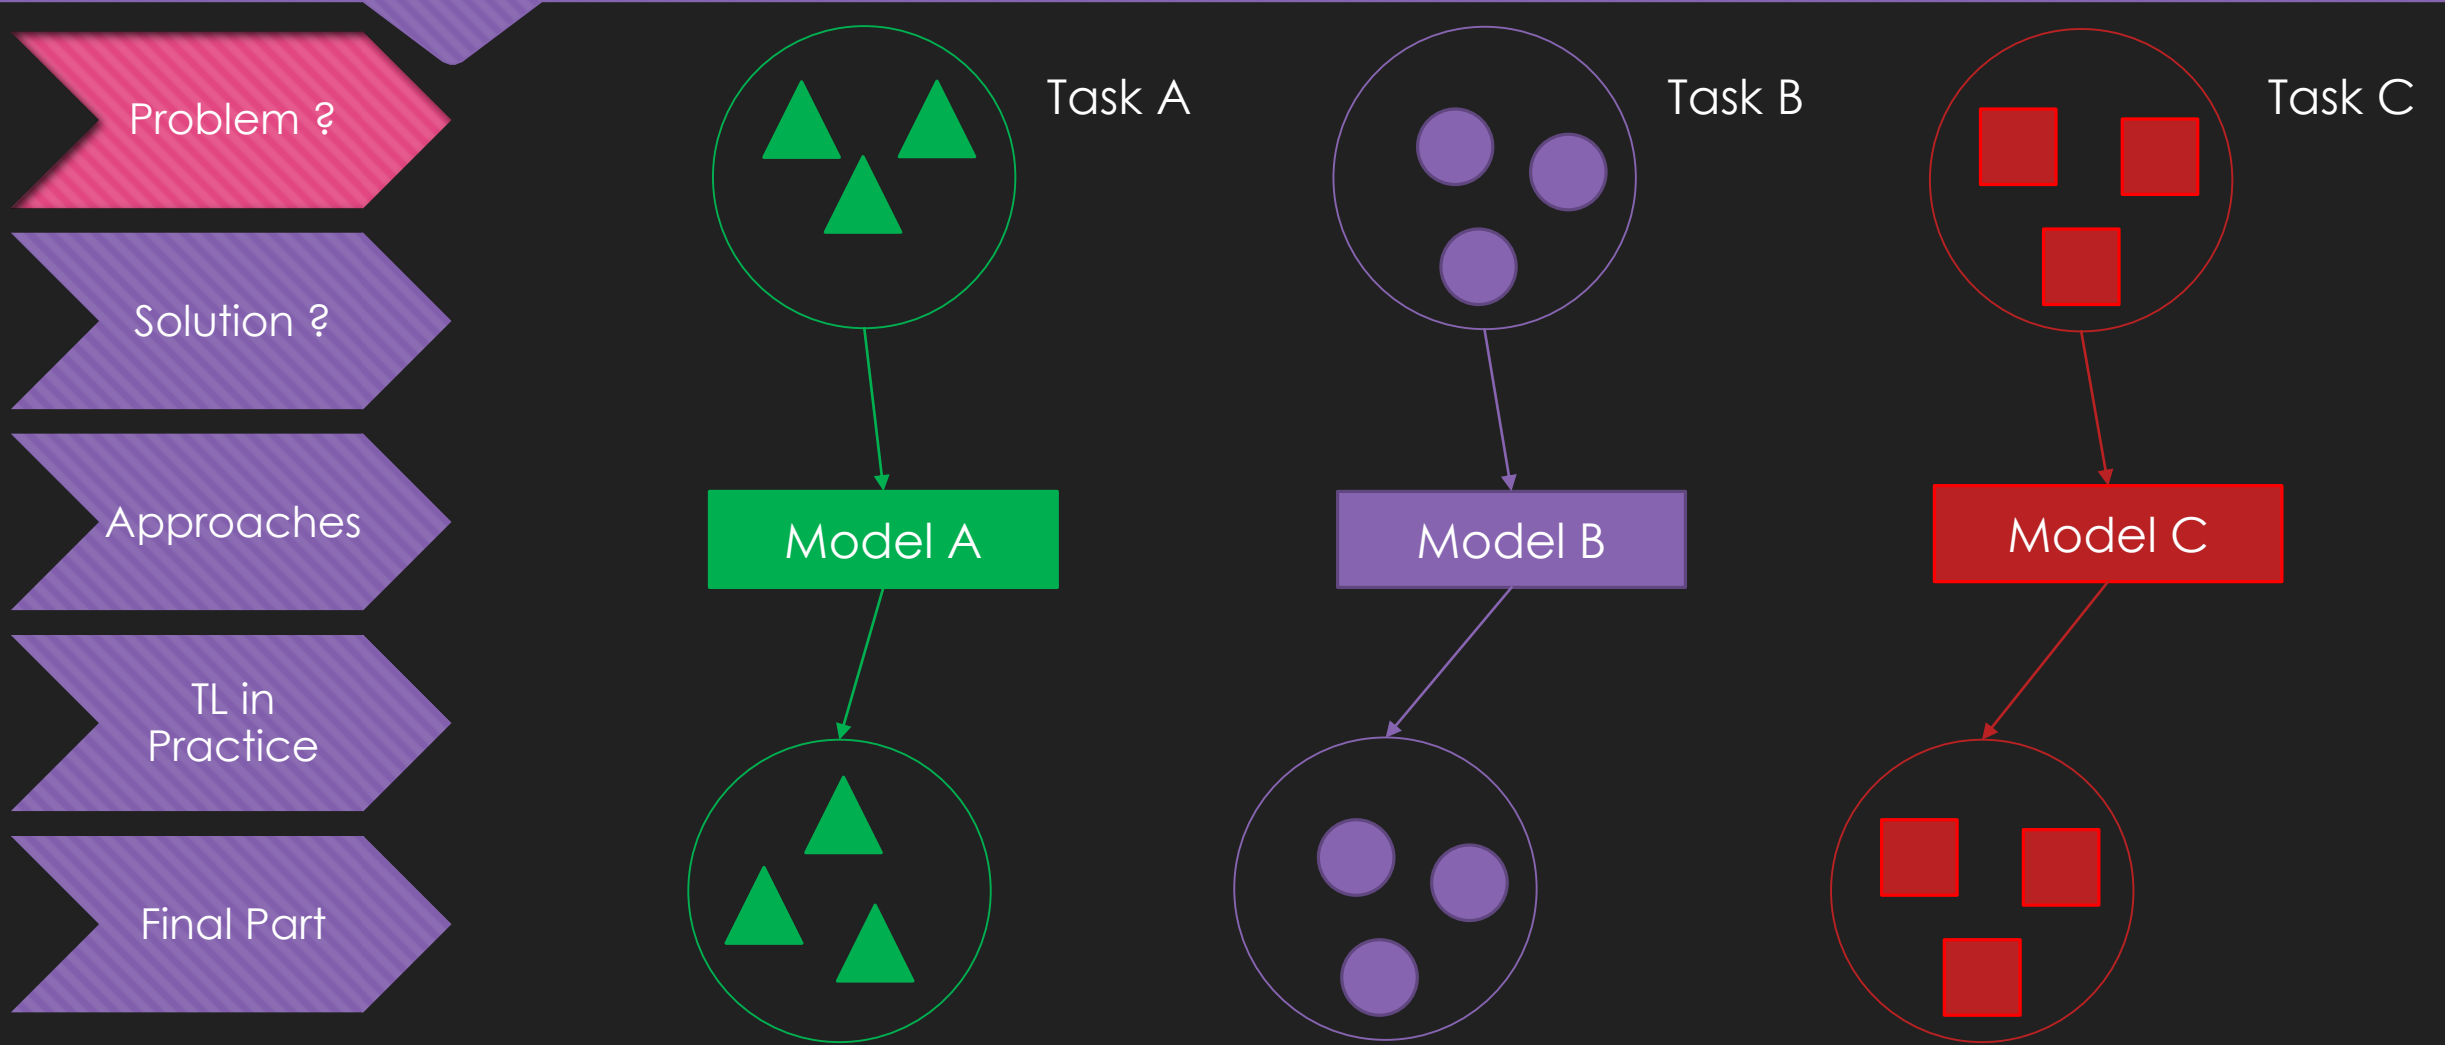 Problem ?
Solution ?
Approaches
TL in
Practice
Final Part
Task A
Task B
Task C
Model A
Model B
Model C